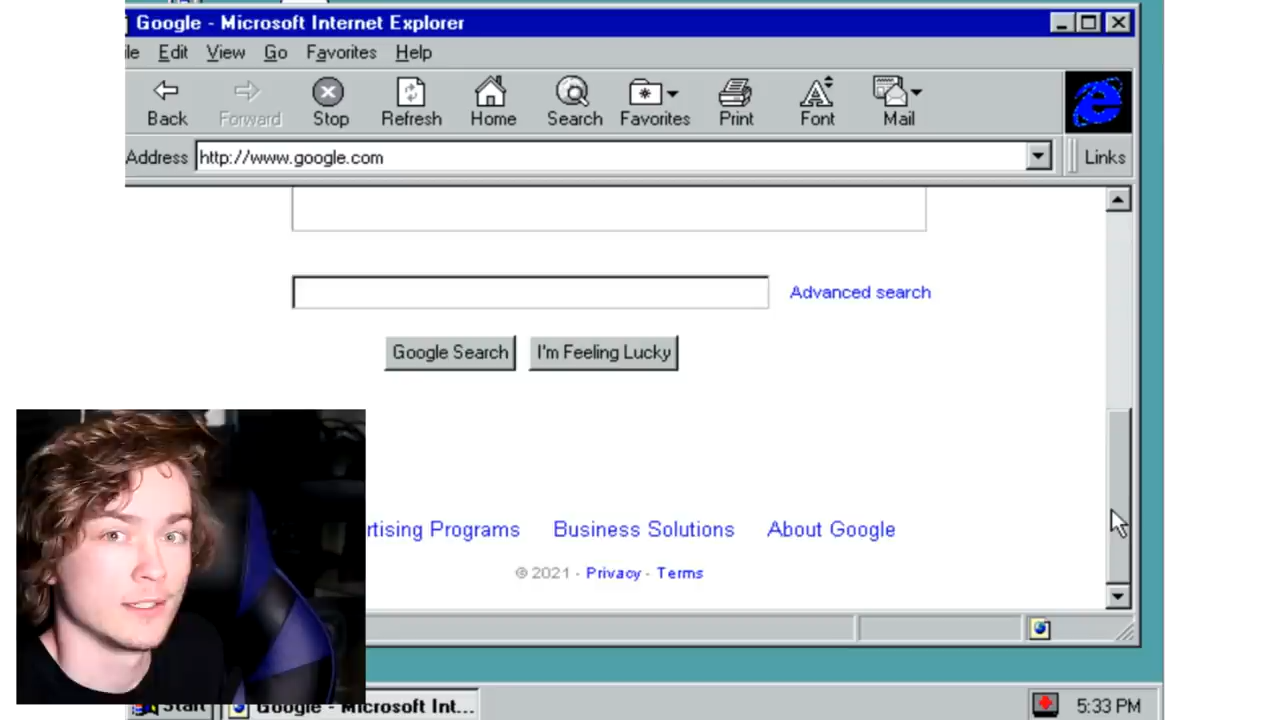 Google - Microsoft Internet Explorer
ile Edit View Go Favorites Help
Back Forward Stop Refresh Home Search Favorites Print Font Mail
Address http://www.google.com Links
Advanced search
Google Search I'm Feeling Lucky
rtising Programs Business Solutions About Google
© 2021 - Privacy - Terms
Start Google - Microsoft Int... 5:33 PM